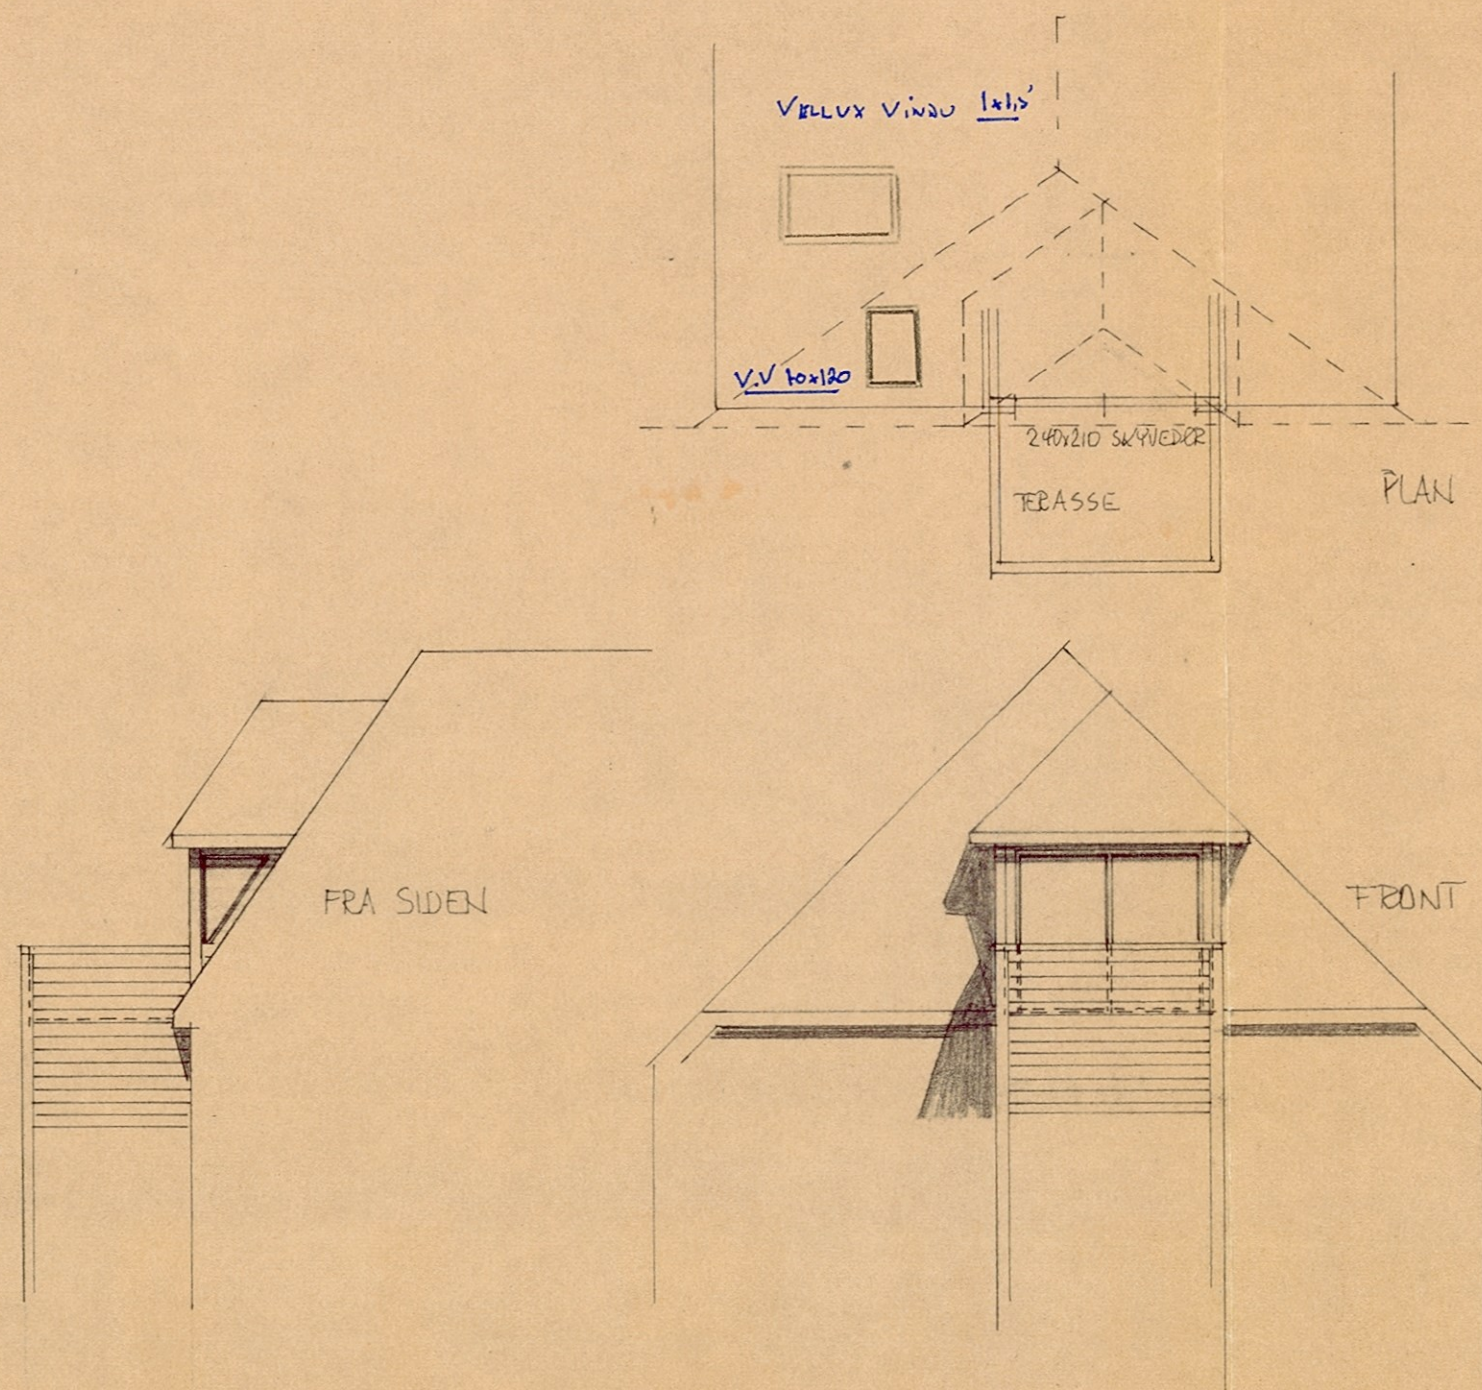 VELLUX VINDU 1x1,5'
V.V 70x120
240x210 SKYVEDØR
TERASSE
PLAN
FRA SIDEN
FRONT